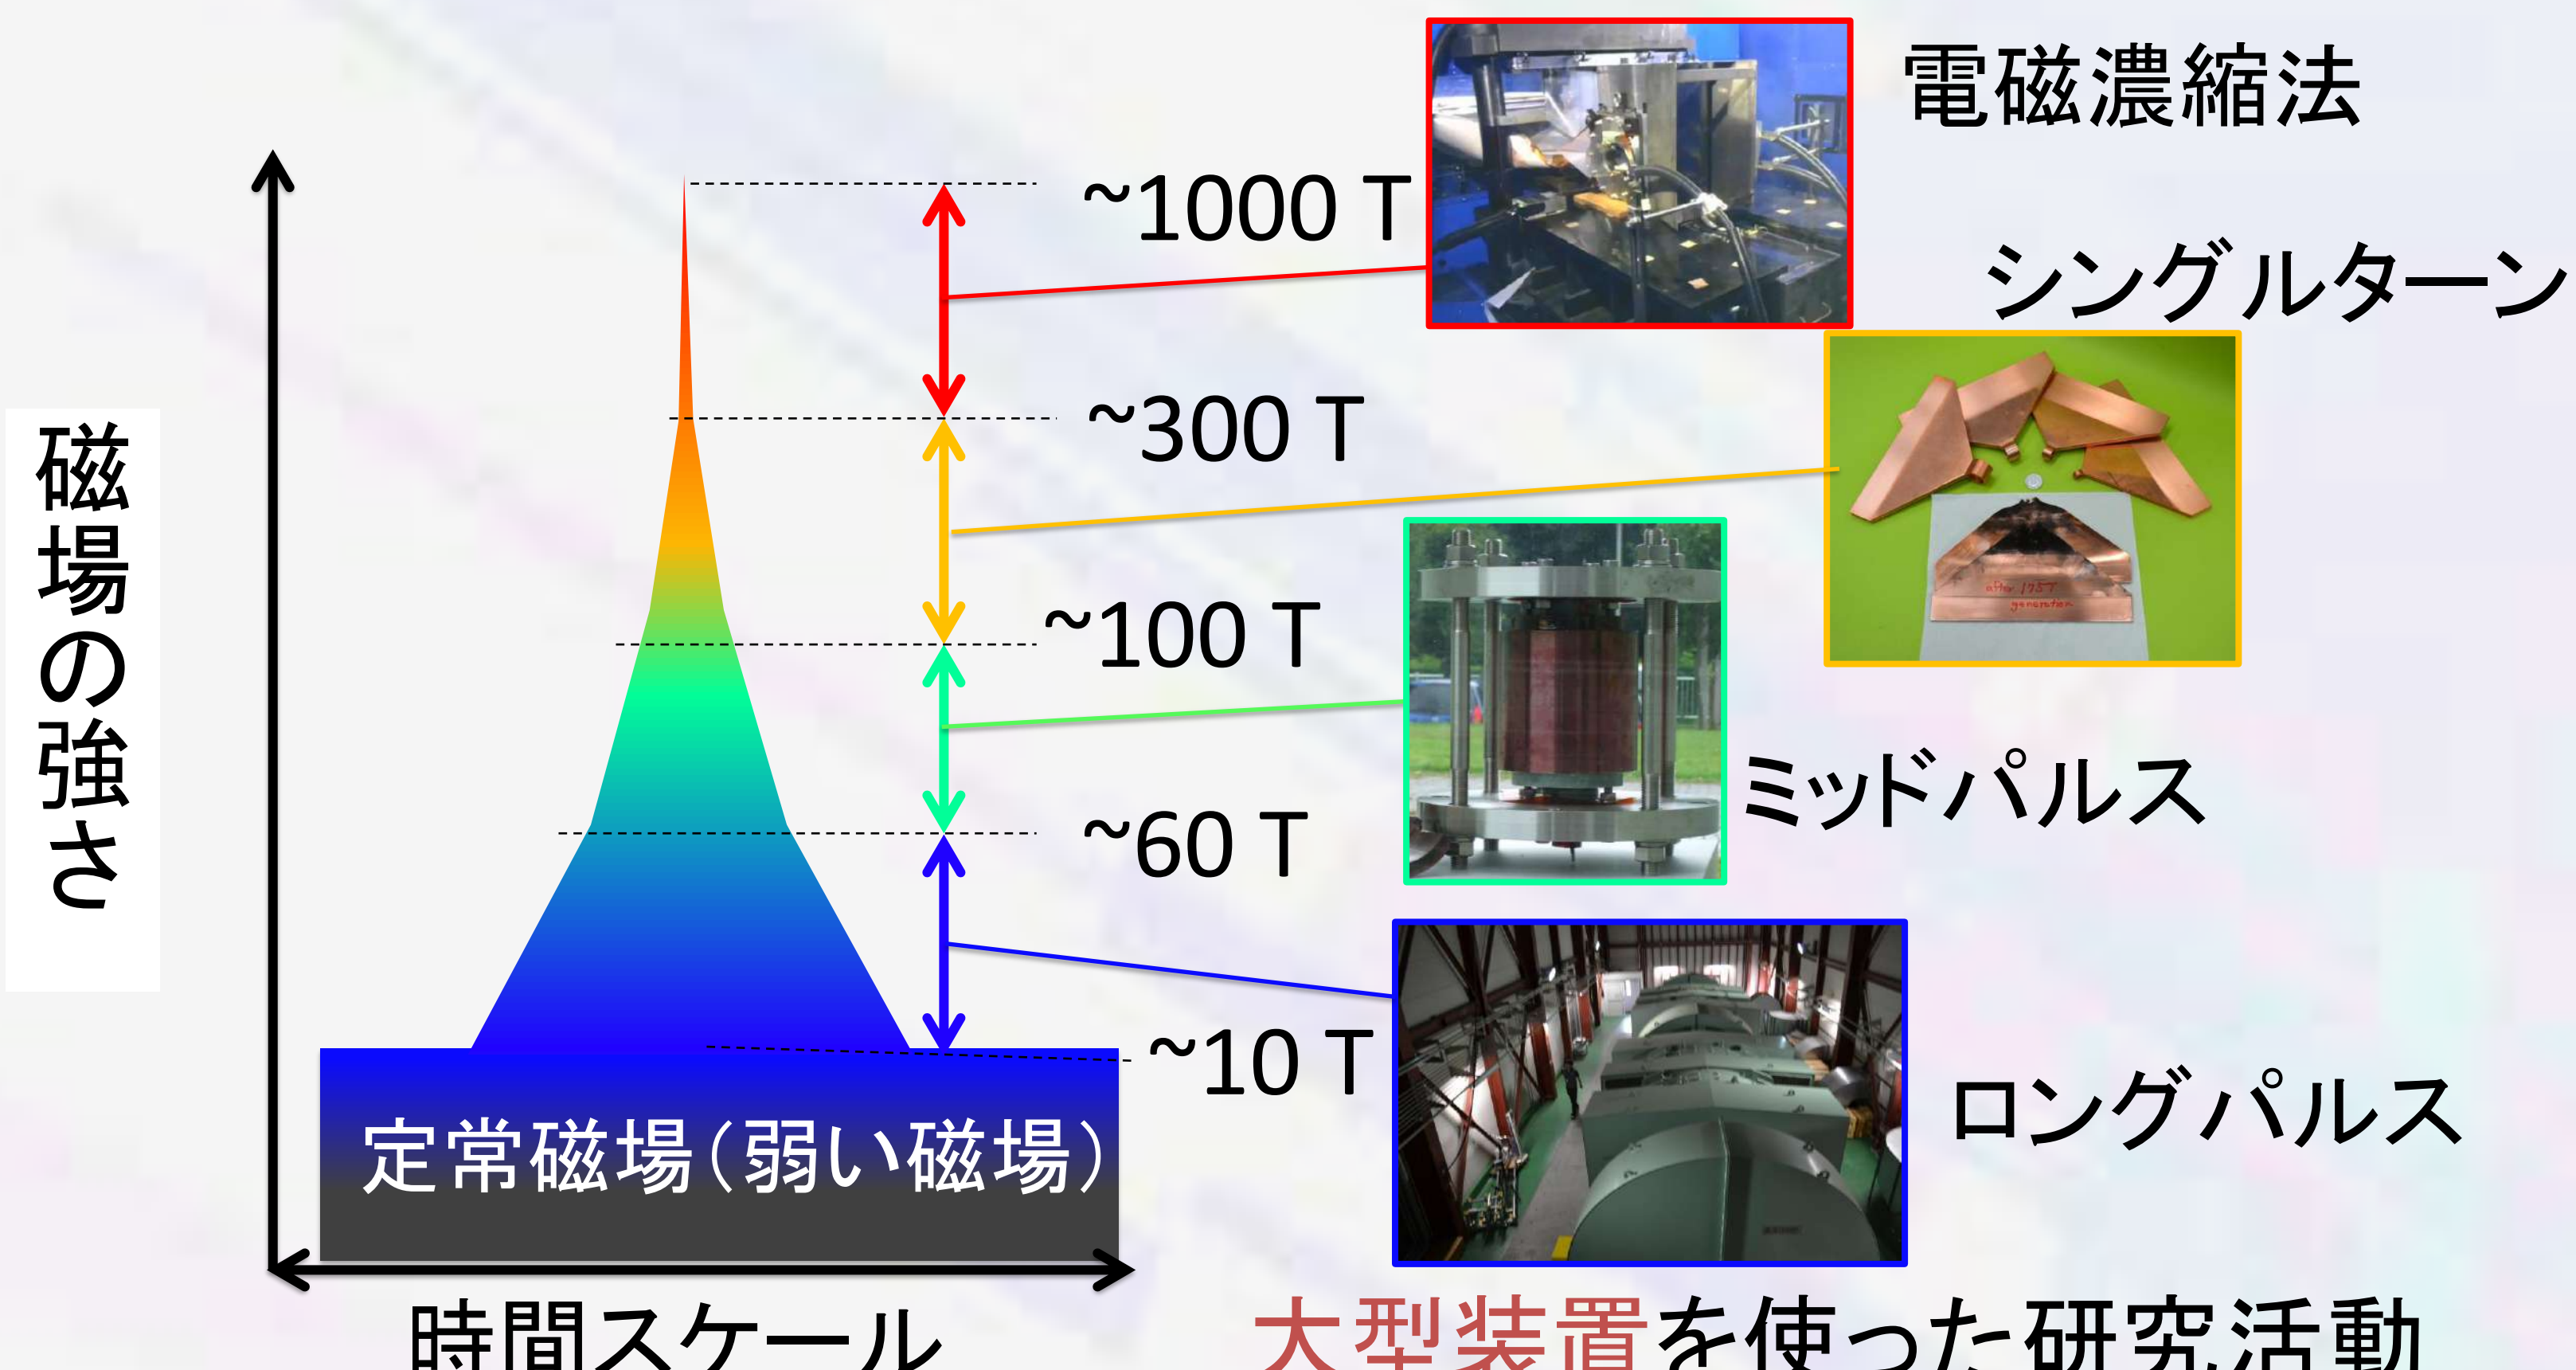 電磁濃縮法
~1000 T
シングルターン
~300 T
磁場の強さ
after 175T
generation
~100 T
ミッドパルス
~60 T
~10 T
ロングパルス
定常磁場（弱い磁場）
時間スケール
大型装置を使った研究活動